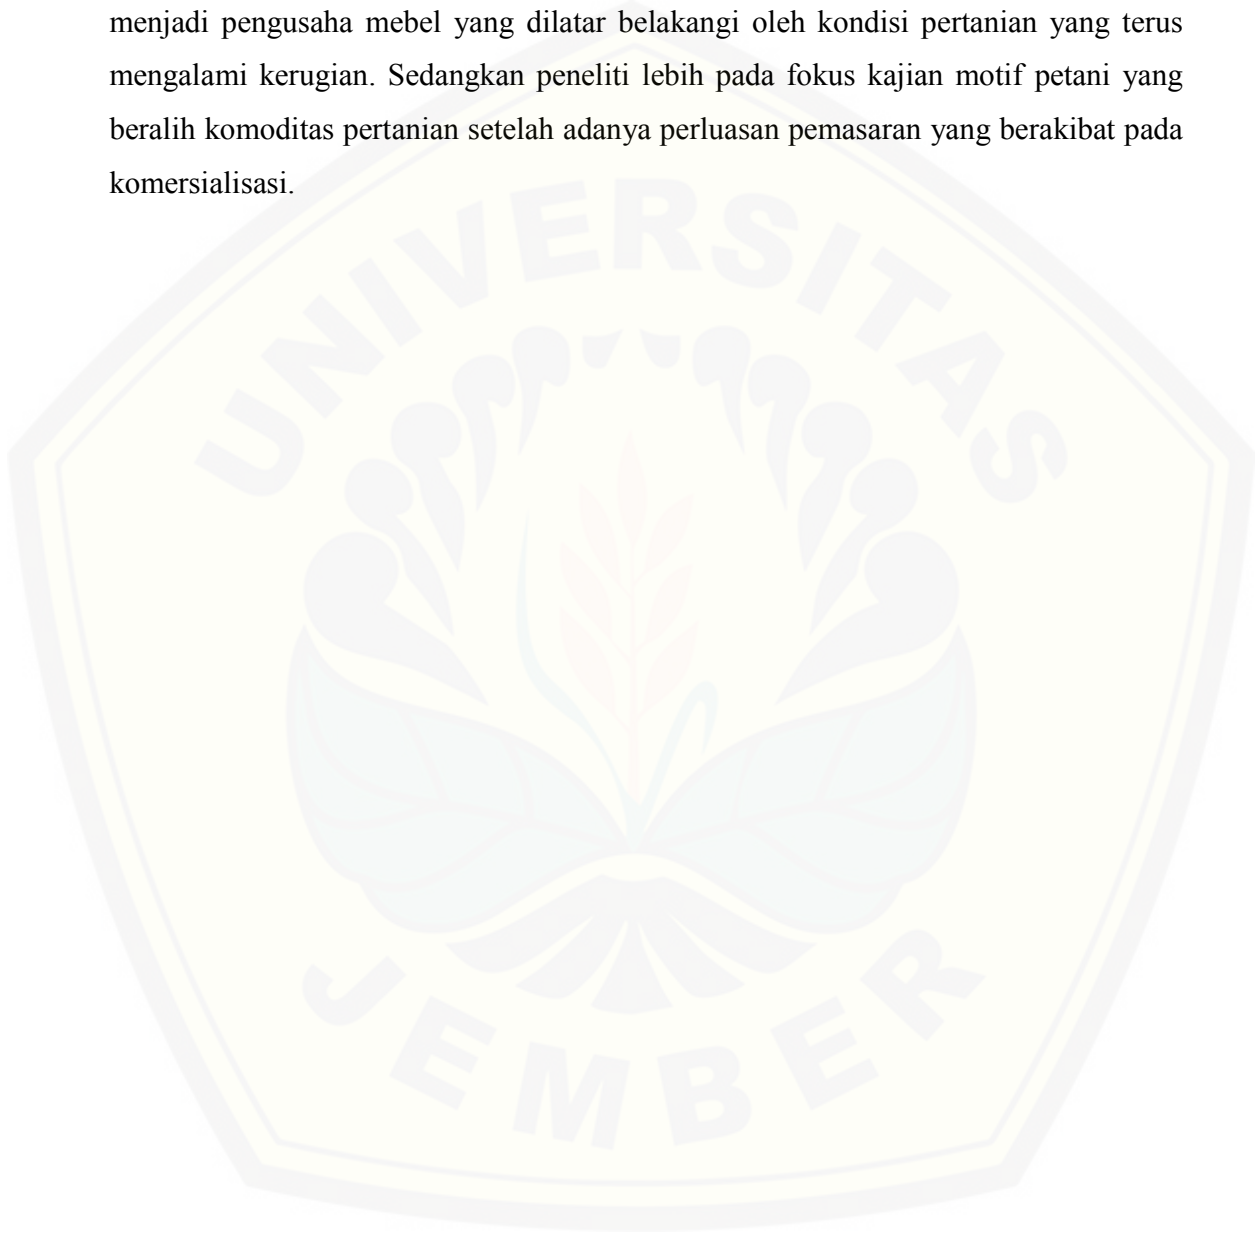 menjadi pengusaha mebel yang dilatar belakangi oleh kondisi pertanian yang terus
mengalami kerugian. Sedangkan peneliti lebih pada fokus kajian motif petani yang
beralih komoditas pertanian setelah adanya perluasan pemasaran yang berakibat pada
komersialisasi.
UNIVERSITAS
JEMBER